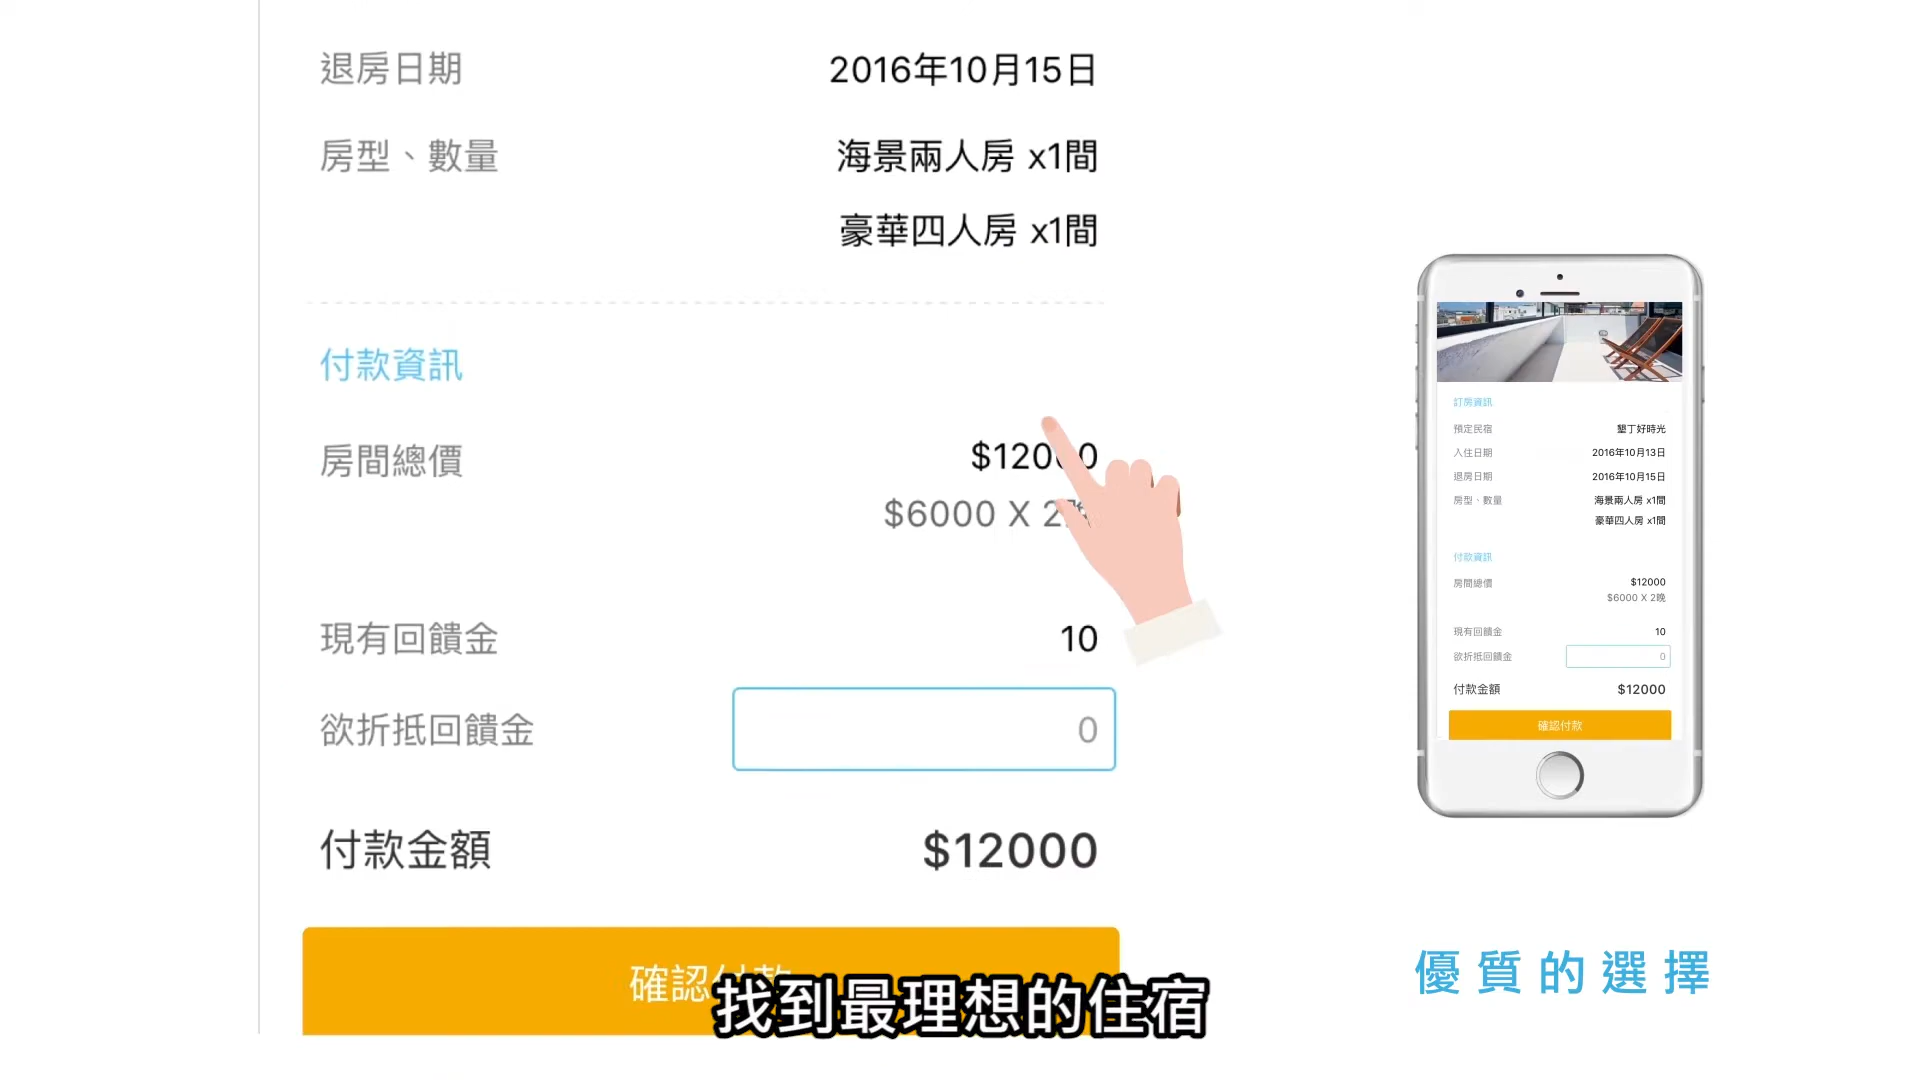 退房日期 2016年10月15日
房型、數量 海景兩人房 x1間
豪華四人房 x1間
付款資訊
房間總價 $12000
$6000 X 2晚
現有回饋金 10
欲折抵回饋金 0
付款金額 $12000
確認付款
找到最理想的住宿
訂房資訊
預定民宿 墾丁好時光
入住日期 2016年10月13日
退房日期 2016年10月15日
房型、數量 海景兩人房 x1間
豪華四人房 x1間
付款資訊
房間總價 $12000
$6000 X 2晚
現有回饋金 10
欲折抵回饋金 0
付款金額 $12000
確認付款
優質的選擇